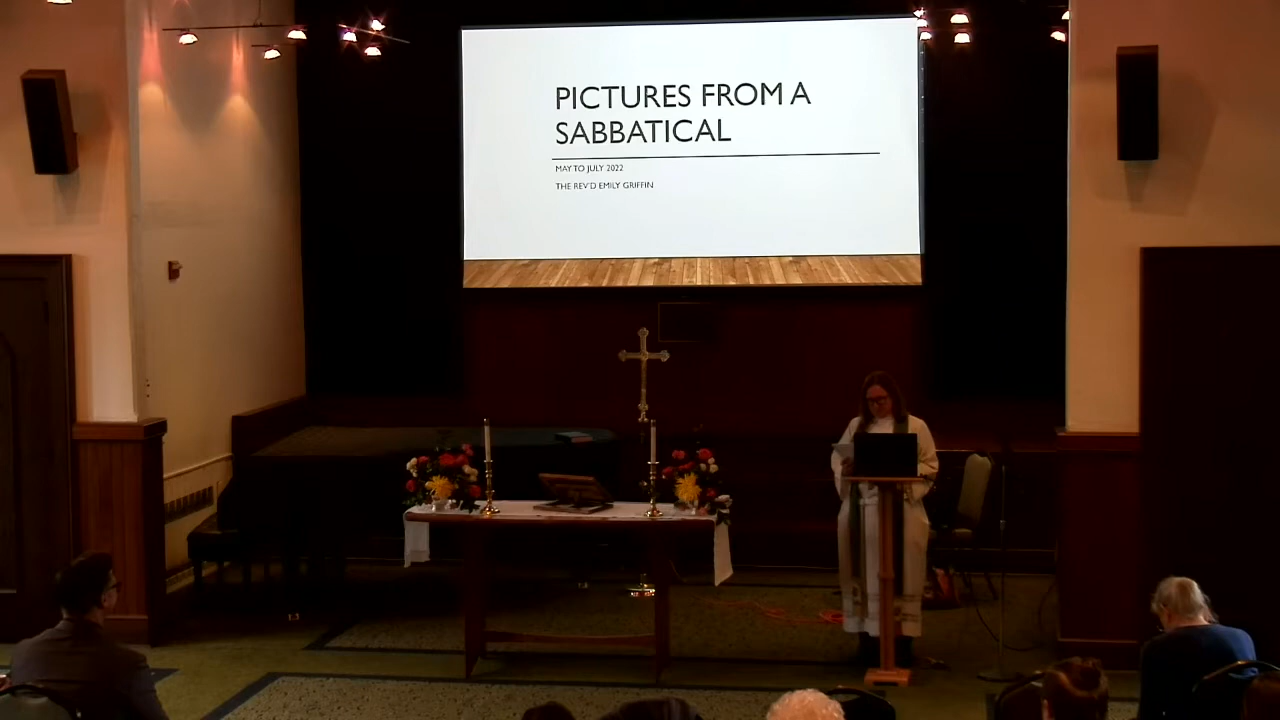 PICTURES FROM A
SABBATICAL
MAY TO JULY 2022
THE REV'D EMILY GRIFFIN